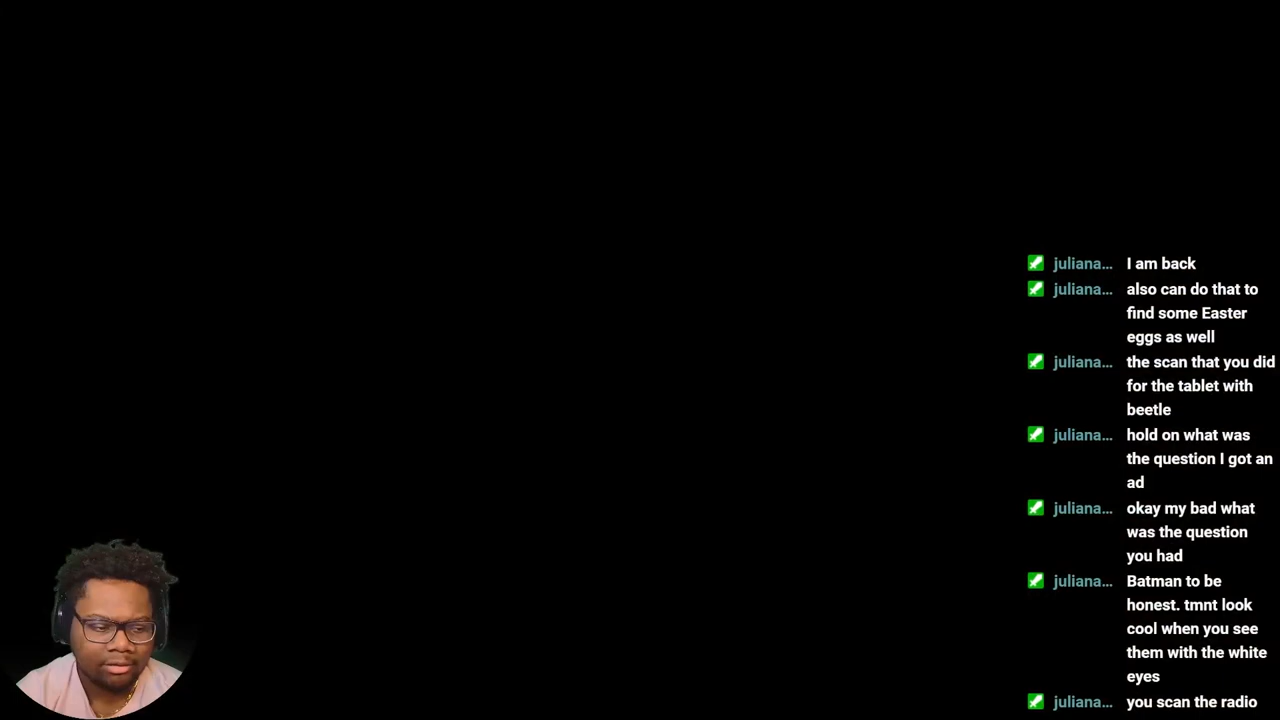 juliana... I am back
juliana... also can do that to
find some Easter
eggs as well
juliana... the scan that you did
for the tablet with
beetle
juliana... hold on what was
the question I got an
ad
juliana... okay my bad what
was the question
you had
juliana... Batman to be
honest. tmnt look
cool when you see
them with the white
eyes
juliana... you scan the radio